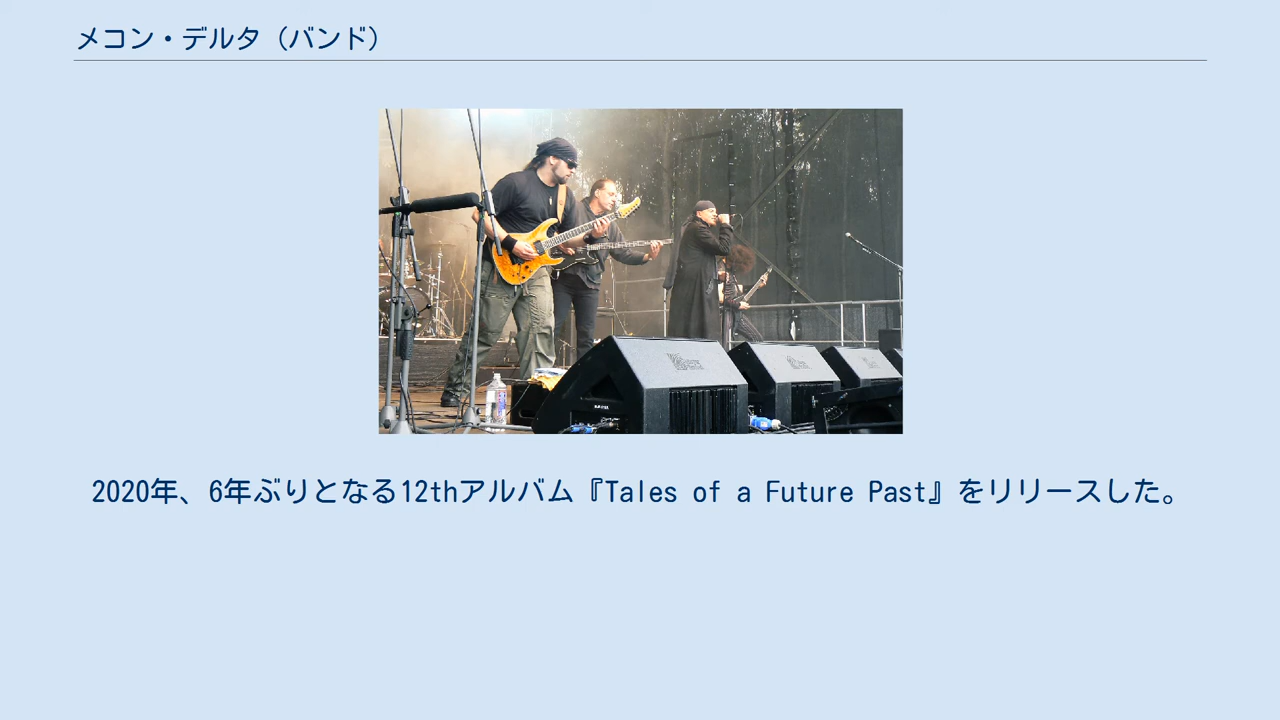 メコン・デルタ（バンド）
2020年、6年ぶりとなる12thアルバム『Tales of a Future Past』をリリースした。